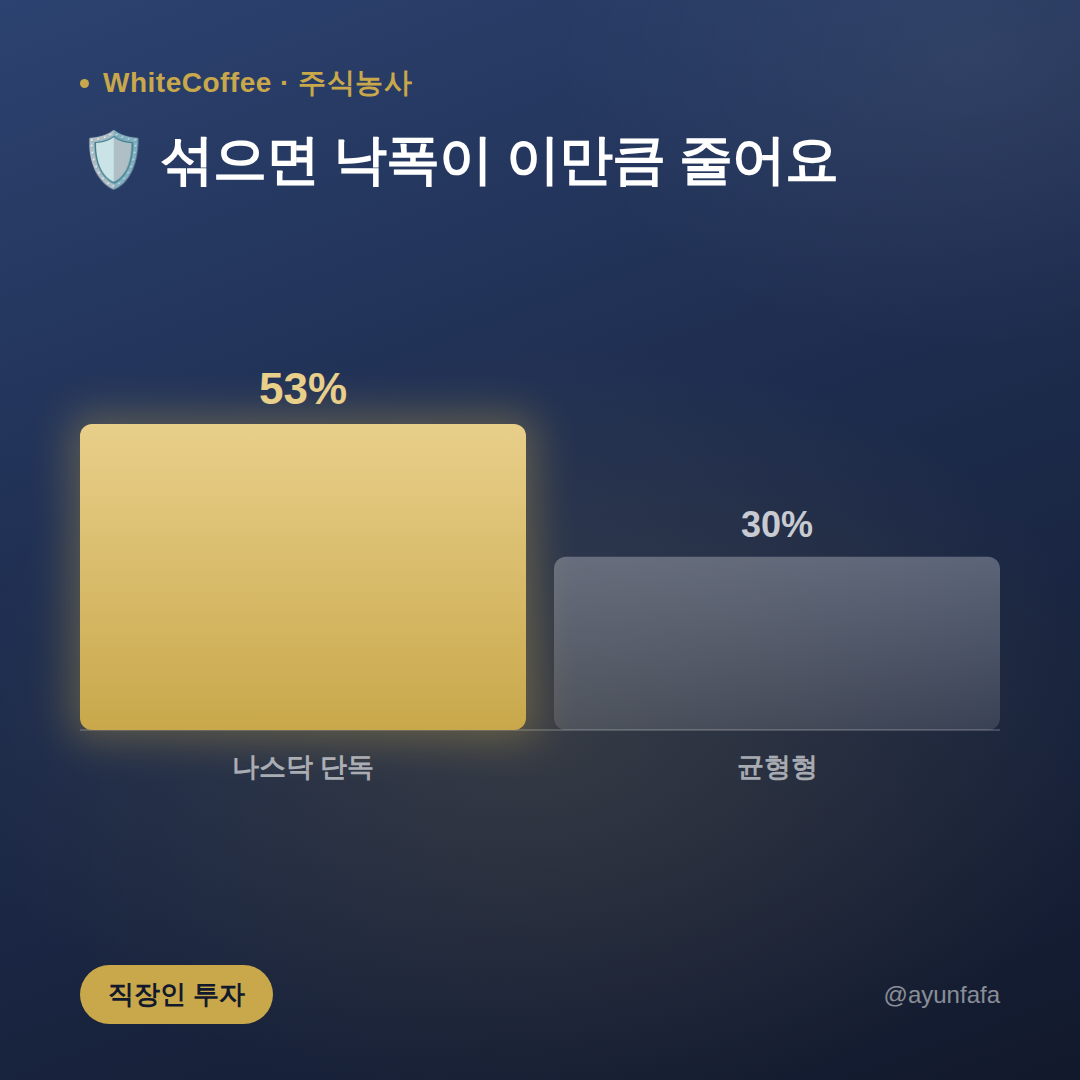 • WhiteCoffee · 주식농사
🛡️ 섞으면 낙폭이 이만큼 줄어요
53%
30%
나스닥 단독
균형형
직장인 투자
@ayunfafa